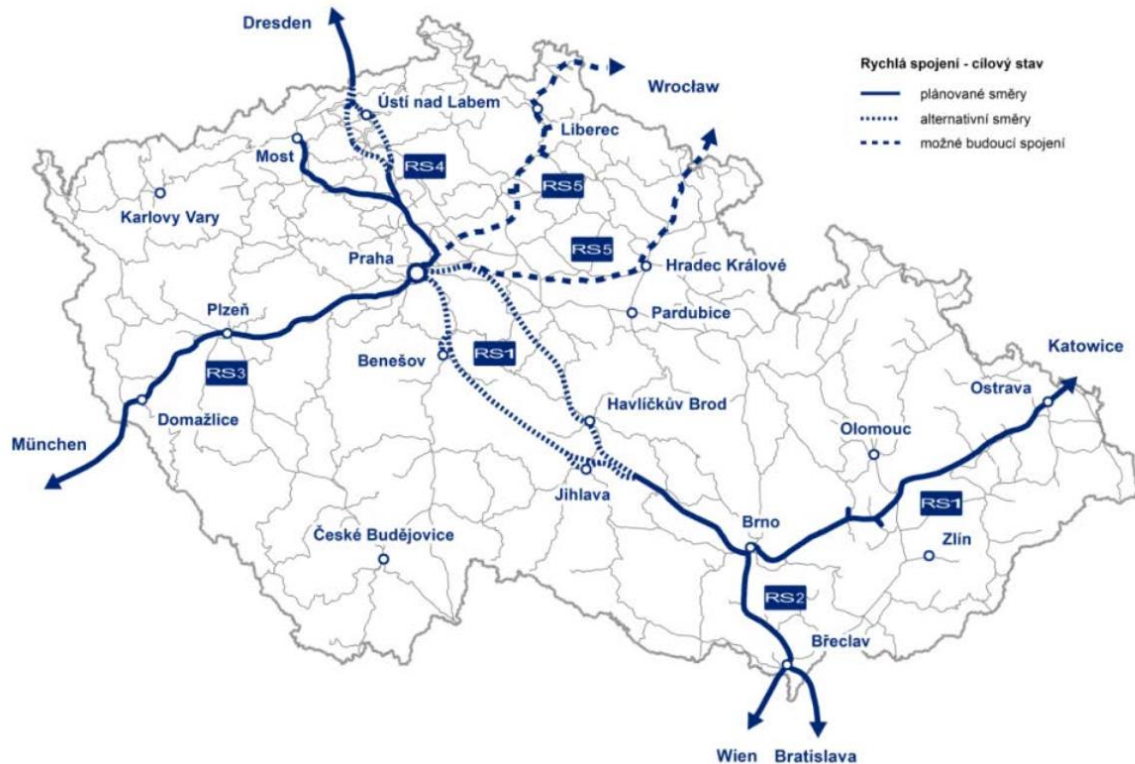 Dresden
Ústí nad Labem
Wrocław
Rychlá spojení - cílový stav
plánované směry
alternativní směry
možné budoucí spojení
Liberec
Most
RS4
RS5
Karlovy Vary
RS5
Praha
Hradec Králové
Plzeň
Pardubice
Benešov
RS1
Katowice
RS3
Ostrava
Domažlice
Havlíčkův Brod
Olomouc
München
Jihlava
RS1
Brno
České Budějovice
Zlín
RS2
Břeclav
Wien
Bratislava